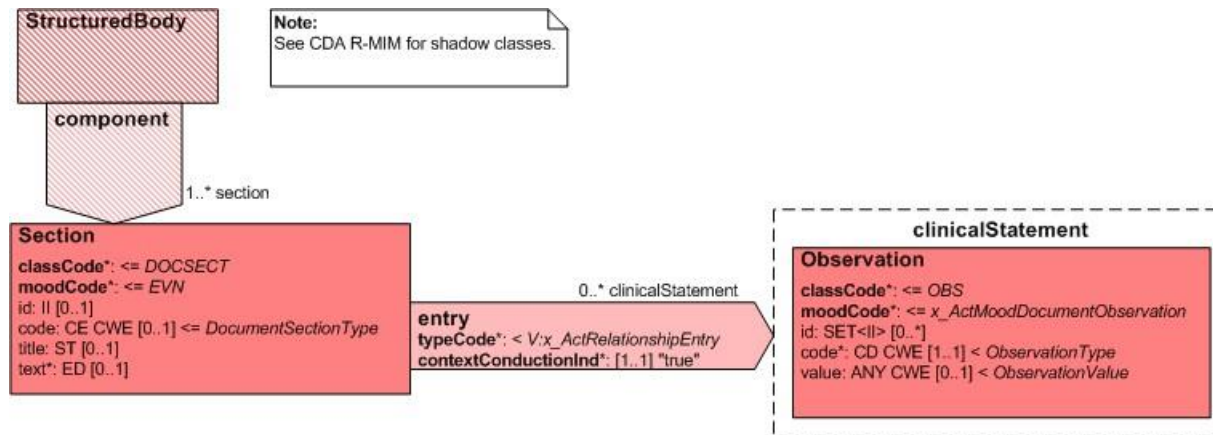 StructuredBody
Note:
See CDA R-MIM for shadow classes.
component
1..* section
Section
classCode*: <= DOCSECT
moodCode*: <= EVN
id: II [0..1]
code: CE CWE [0..1] <= DocumentSectionType
title: ST [0..1]
text*: ED [0..1]
0..* clinicalStatement
entry
typeCode*: < V:x_ActRelationshipEntry
contextConductionInd*: [1..1] "true"
clinicalStatement
Observation
classCode*: <= OBS
moodCode*: <= x_ActMoodDocumentObservation
id: SET<II> [0..*]
code*: CD CWE [1..1] < ObservationType
value: ANY CWE [0..1] < ObservationValue